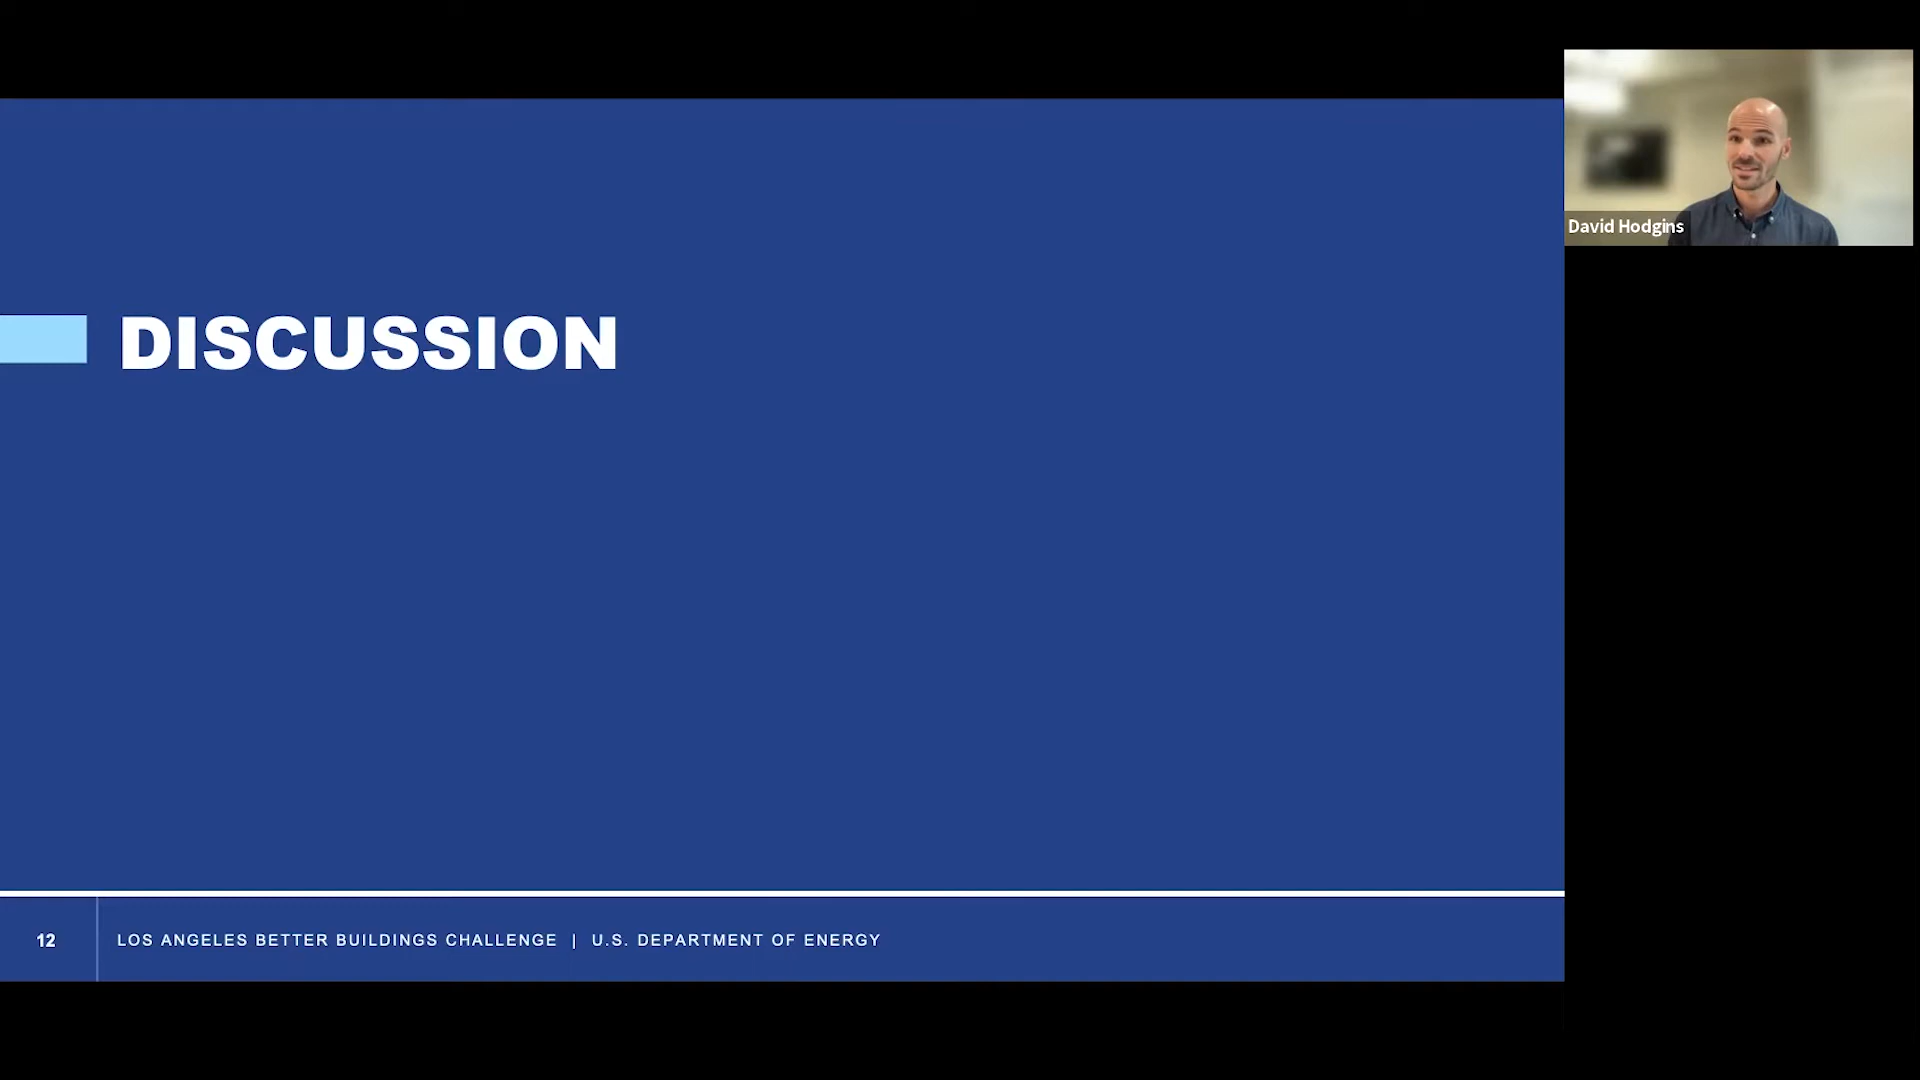 David Hodgins
DISCUSSION
12
LOS ANGELES BETTER BUILDINGS CHALLENGE | U.S. DEPARTMENT OF ENERGY